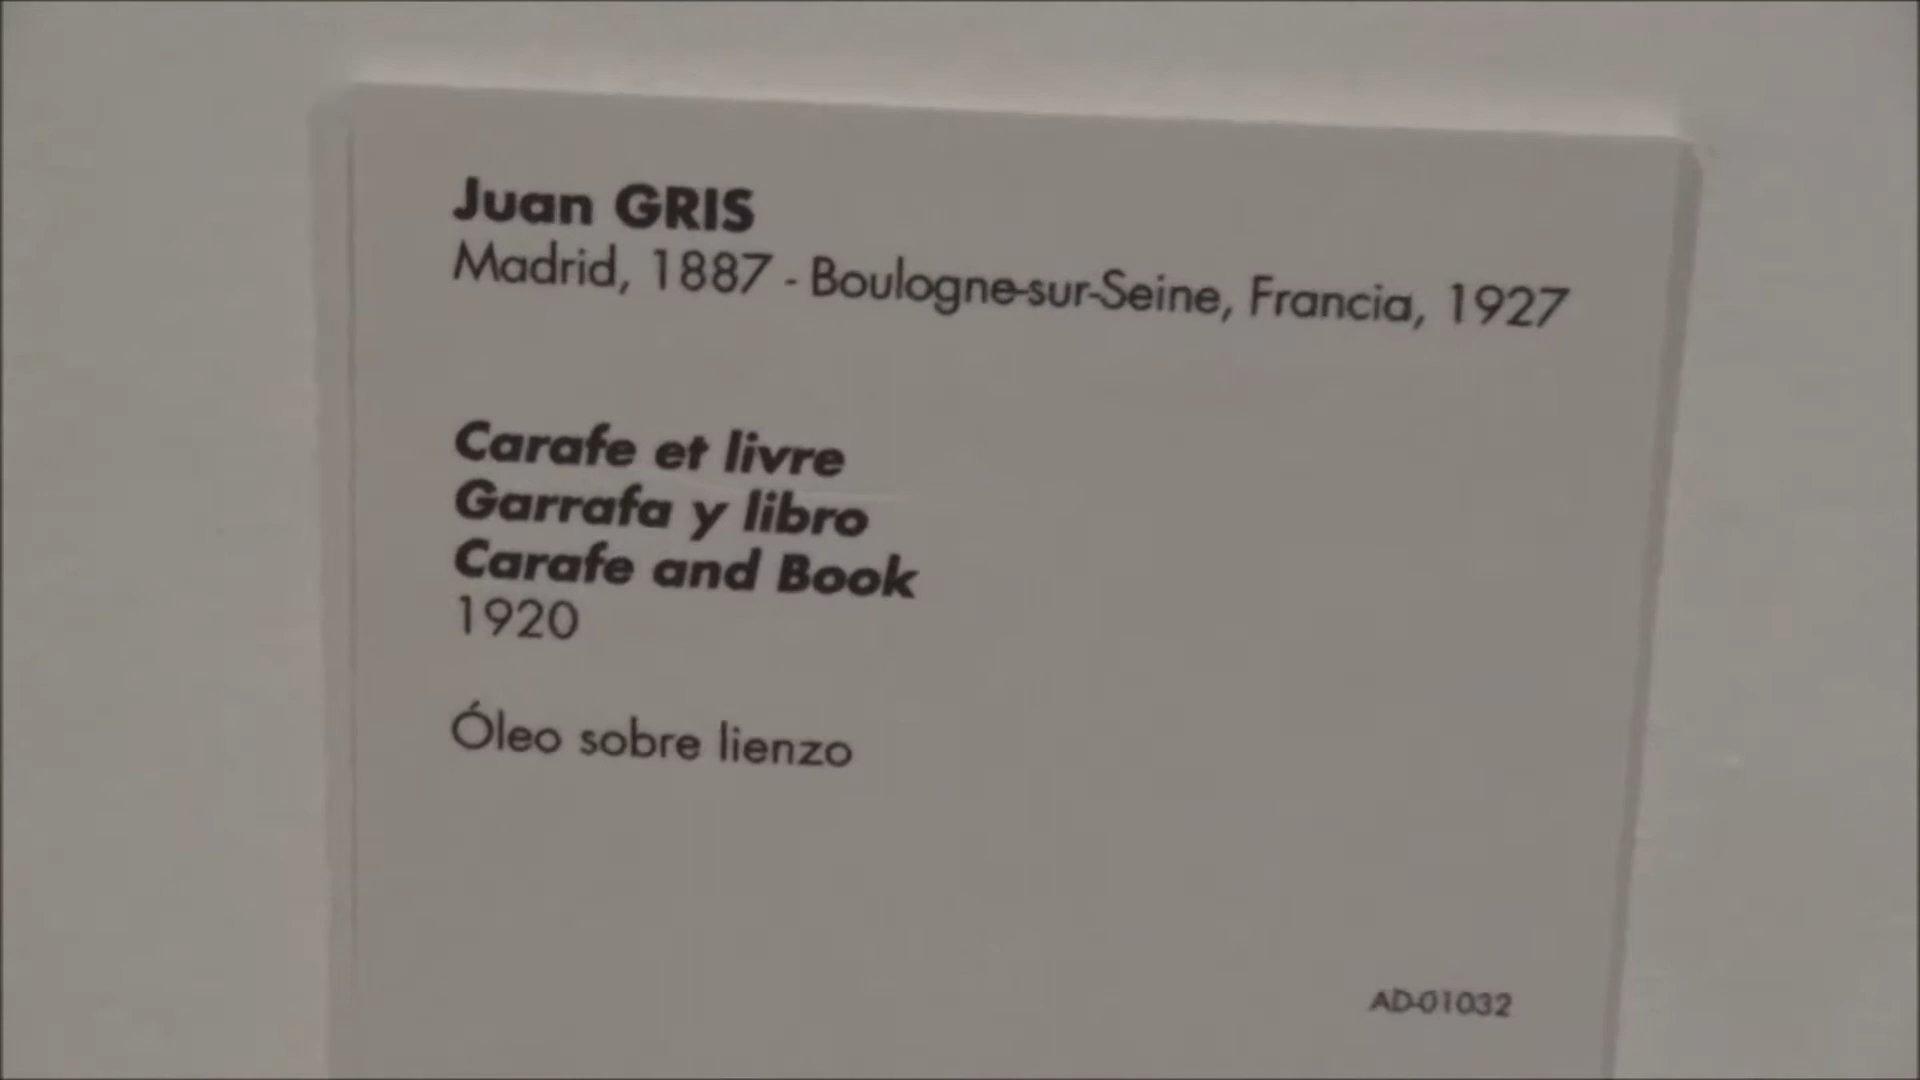 Juan GRIS
Madrid, 1887 - Boulogne-sur-Seine, Francia, 1927
Carafe et livre
Garrafa y libro
Carafe and Book
1920
Óleo sobre lienzo
AD-01032